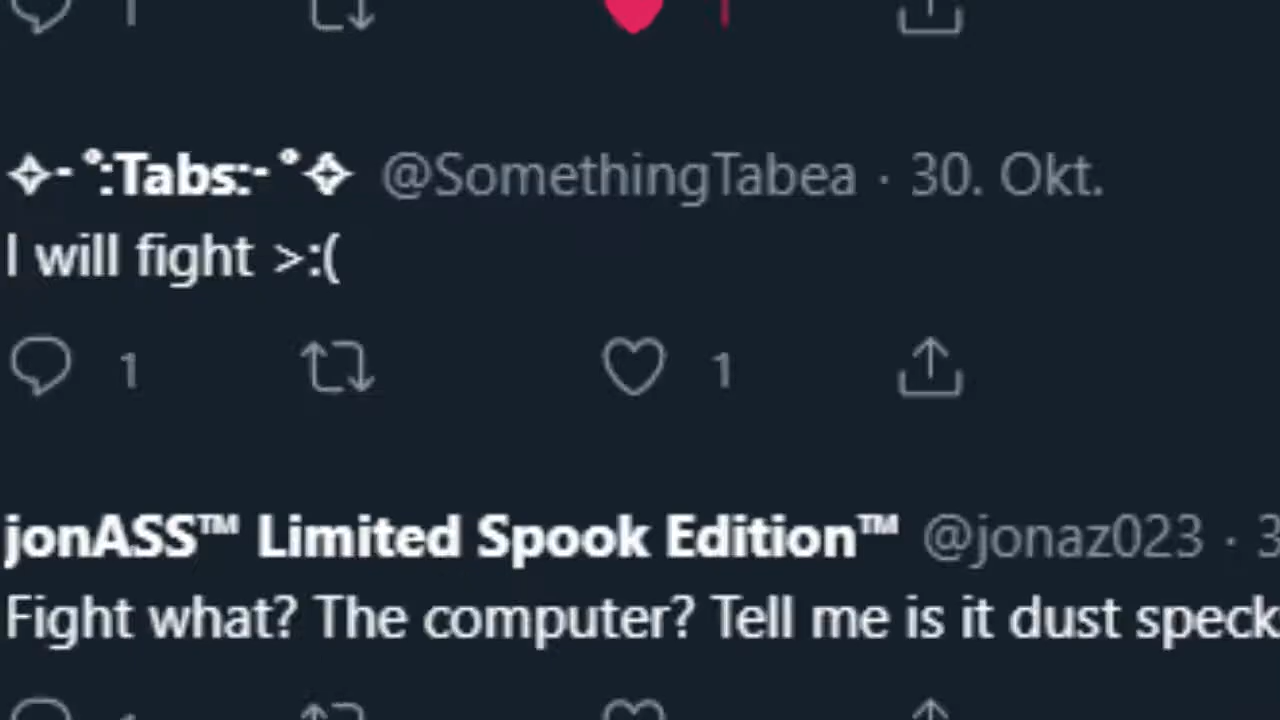 ✧-˚:Tabs:-˚✧ @SomethingTabea · 30. Okt.
I will fight >:(
1 1
jonASS™ Limited Spook Edition™ @jonaz023 · 3
Fight what? The computer? Tell me is it dust speck